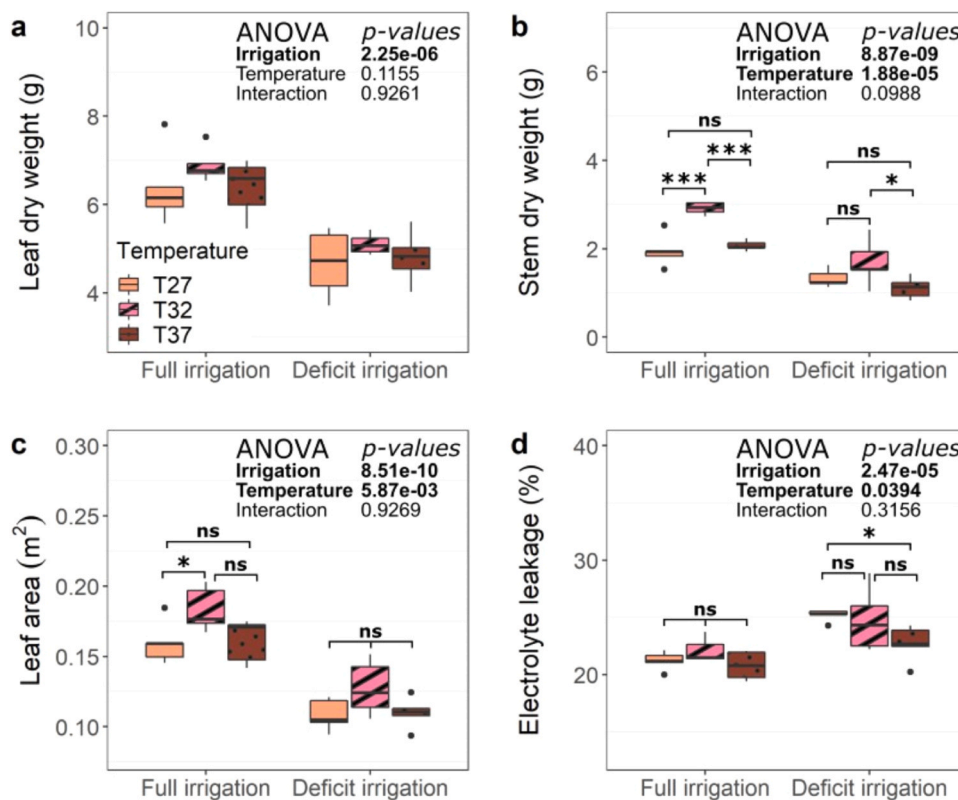 a
Leaf dry weight (g)
10
8
6
4
ANOVA p-values
Irrigation 2.25e-06
Temperature 0.1155
Interaction 0.9261
Temperature
T27
T32
T37
Full irrigation Deficit irrigation
b
Stem dry weight (g)
6
4
2
0
ANOVA p-values
Irrigation 8.87e-09
Temperature 1.88e-05
Interaction 0.0988
ns
***
***
ns
*
ns
Full irrigation Deficit irrigation
c
Leaf area (m²)
0.30
0.25
0.20
0.15
0.10
ANOVA p-values
Irrigation 8.51e-10
Temperature 5.87e-03
Interaction 0.9269
ns
*
ns
ns
Full irrigation Deficit irrigation
d
Electrolyte leakage (%)
40
30
20
ANOVA p-values
Irrigation 2.47e-05
Temperature 0.0394
Interaction 0.3156
ns
*
ns
ns
Full irrigation Deficit irrigation